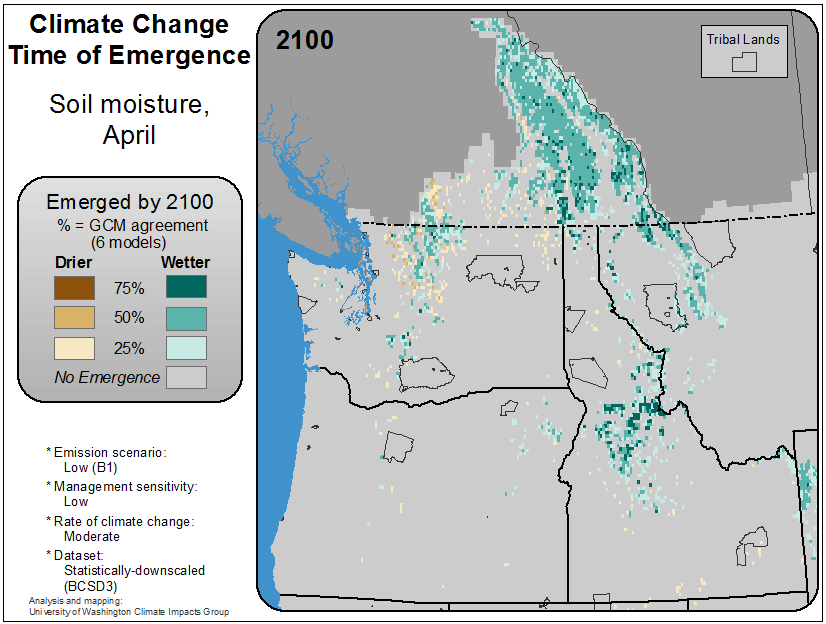 Climate Change
Time of Emergence
Soil moisture,
April
Emerged by 2100
% = GCM agreement
(6 models)
Drier Wetter
75%
50%
25%
No Emergence
* Emission scenario:
Low (B1)
* Management sensitivity:
Low
* Rate of climate change:
Moderate
* Dataset:
Statistically-downscaled
(BCSD3)
Analysis and mapping:
University of Washington Climate Impacts Group
2100
Tribal Lands